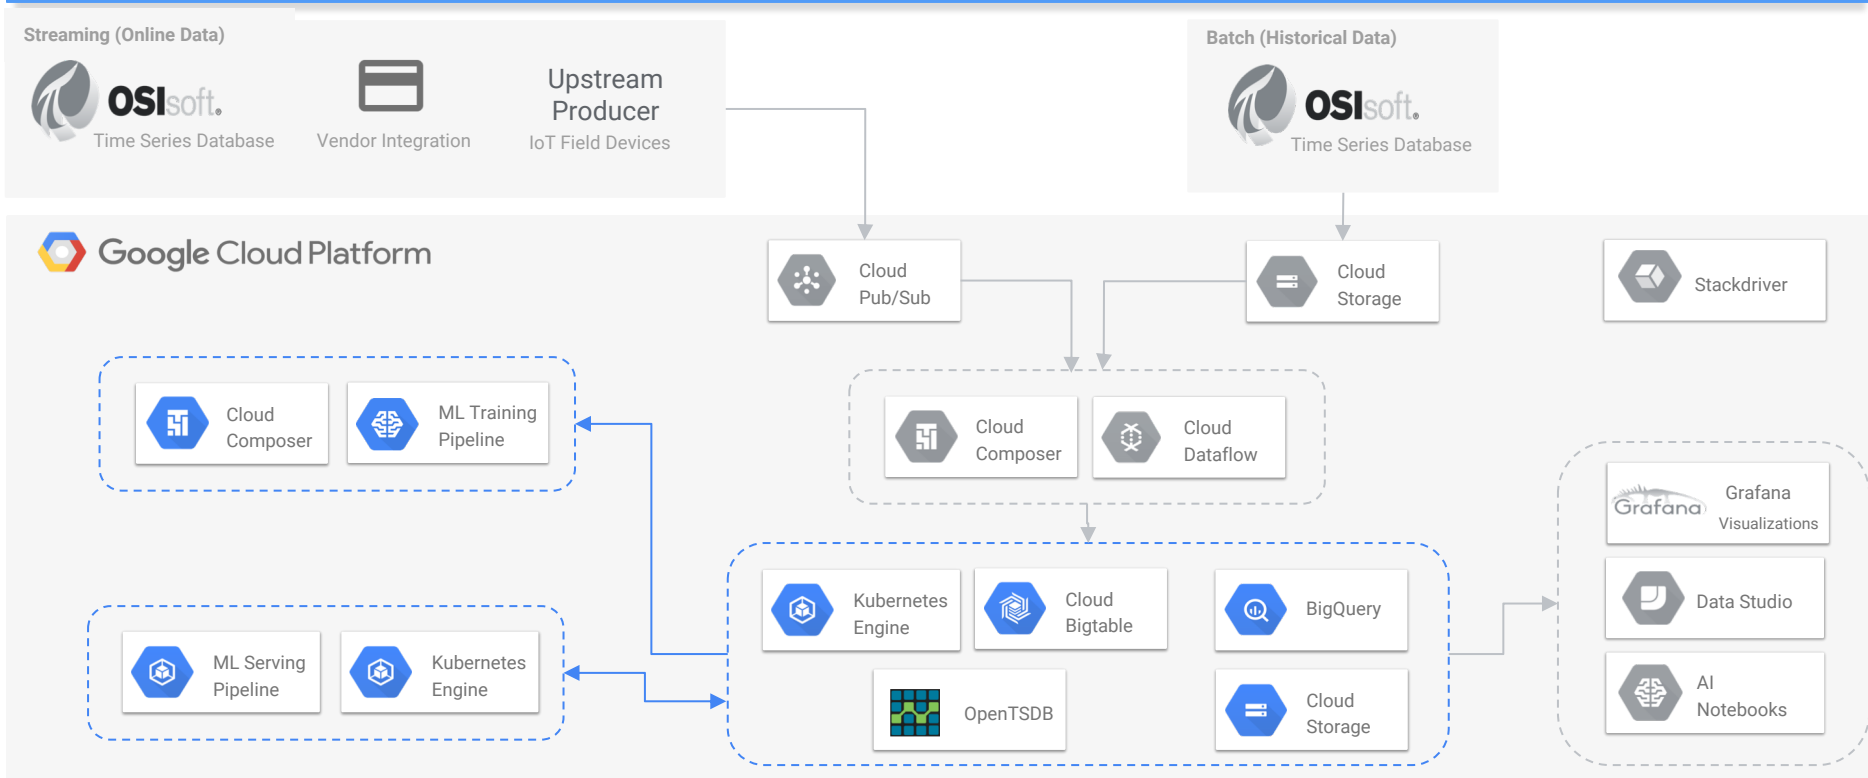 Streaming (Online Data)
OSIsoft®
Time Series Database
Vendor Integration
Upstream
Producer
IoT Field Devices
Batch (Historical Data)
OSIsoft®
Time Series Database
Google Cloud Platform
Cloud
Pub/Sub
Cloud
Storage
Stackdriver
Cloud
Composer
ML Training
Pipeline
Cloud
Composer
Cloud
Dataflow
Grafana
Grafana
Visualizations
Data Studio
AI
Notebooks
Kubernetes
Engine
Cloud
Bigtable
BigQuery
OpenTSDB
Cloud
Storage
ML Serving
Pipeline
Kubernetes
Engine